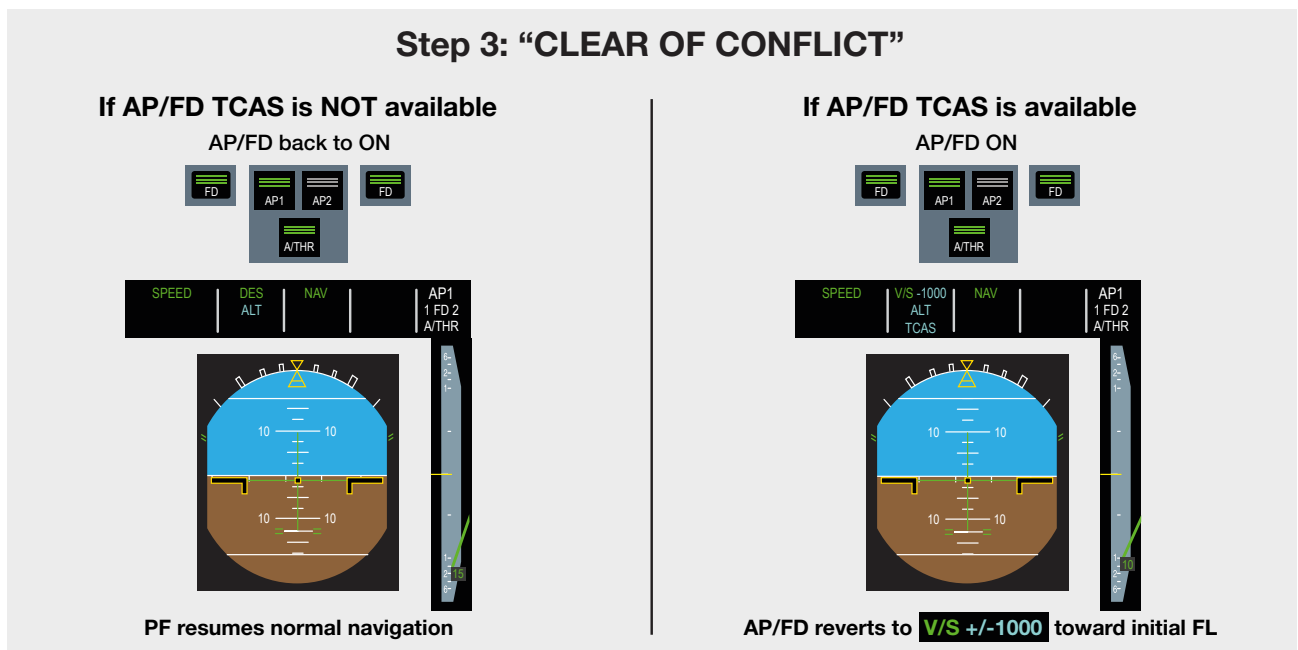 Step 3: “CLEAR OF CONFLICT”
If AP/FD TCAS is NOT available
AP/FD back to ON
FD
AP1
AP2
FD
A/THR
SPEED DES NAV AP1
ALT 1 FD 2
A/THR
6-
2-
1-
10 10
10 10
1-
2- 15
6-
PF resumes normal navigation
If AP/FD TCAS is available
AP/FD ON
FD
AP1
AP2
FD
A/THR
SPEED V/S -1000 NAV AP1
ALT 1 FD 2
TCAS A/THR
6-
2-
1-
10 10
10 10
1-
10
2-
6-
AP/FD reverts to V/S +/-1000 toward initial FL